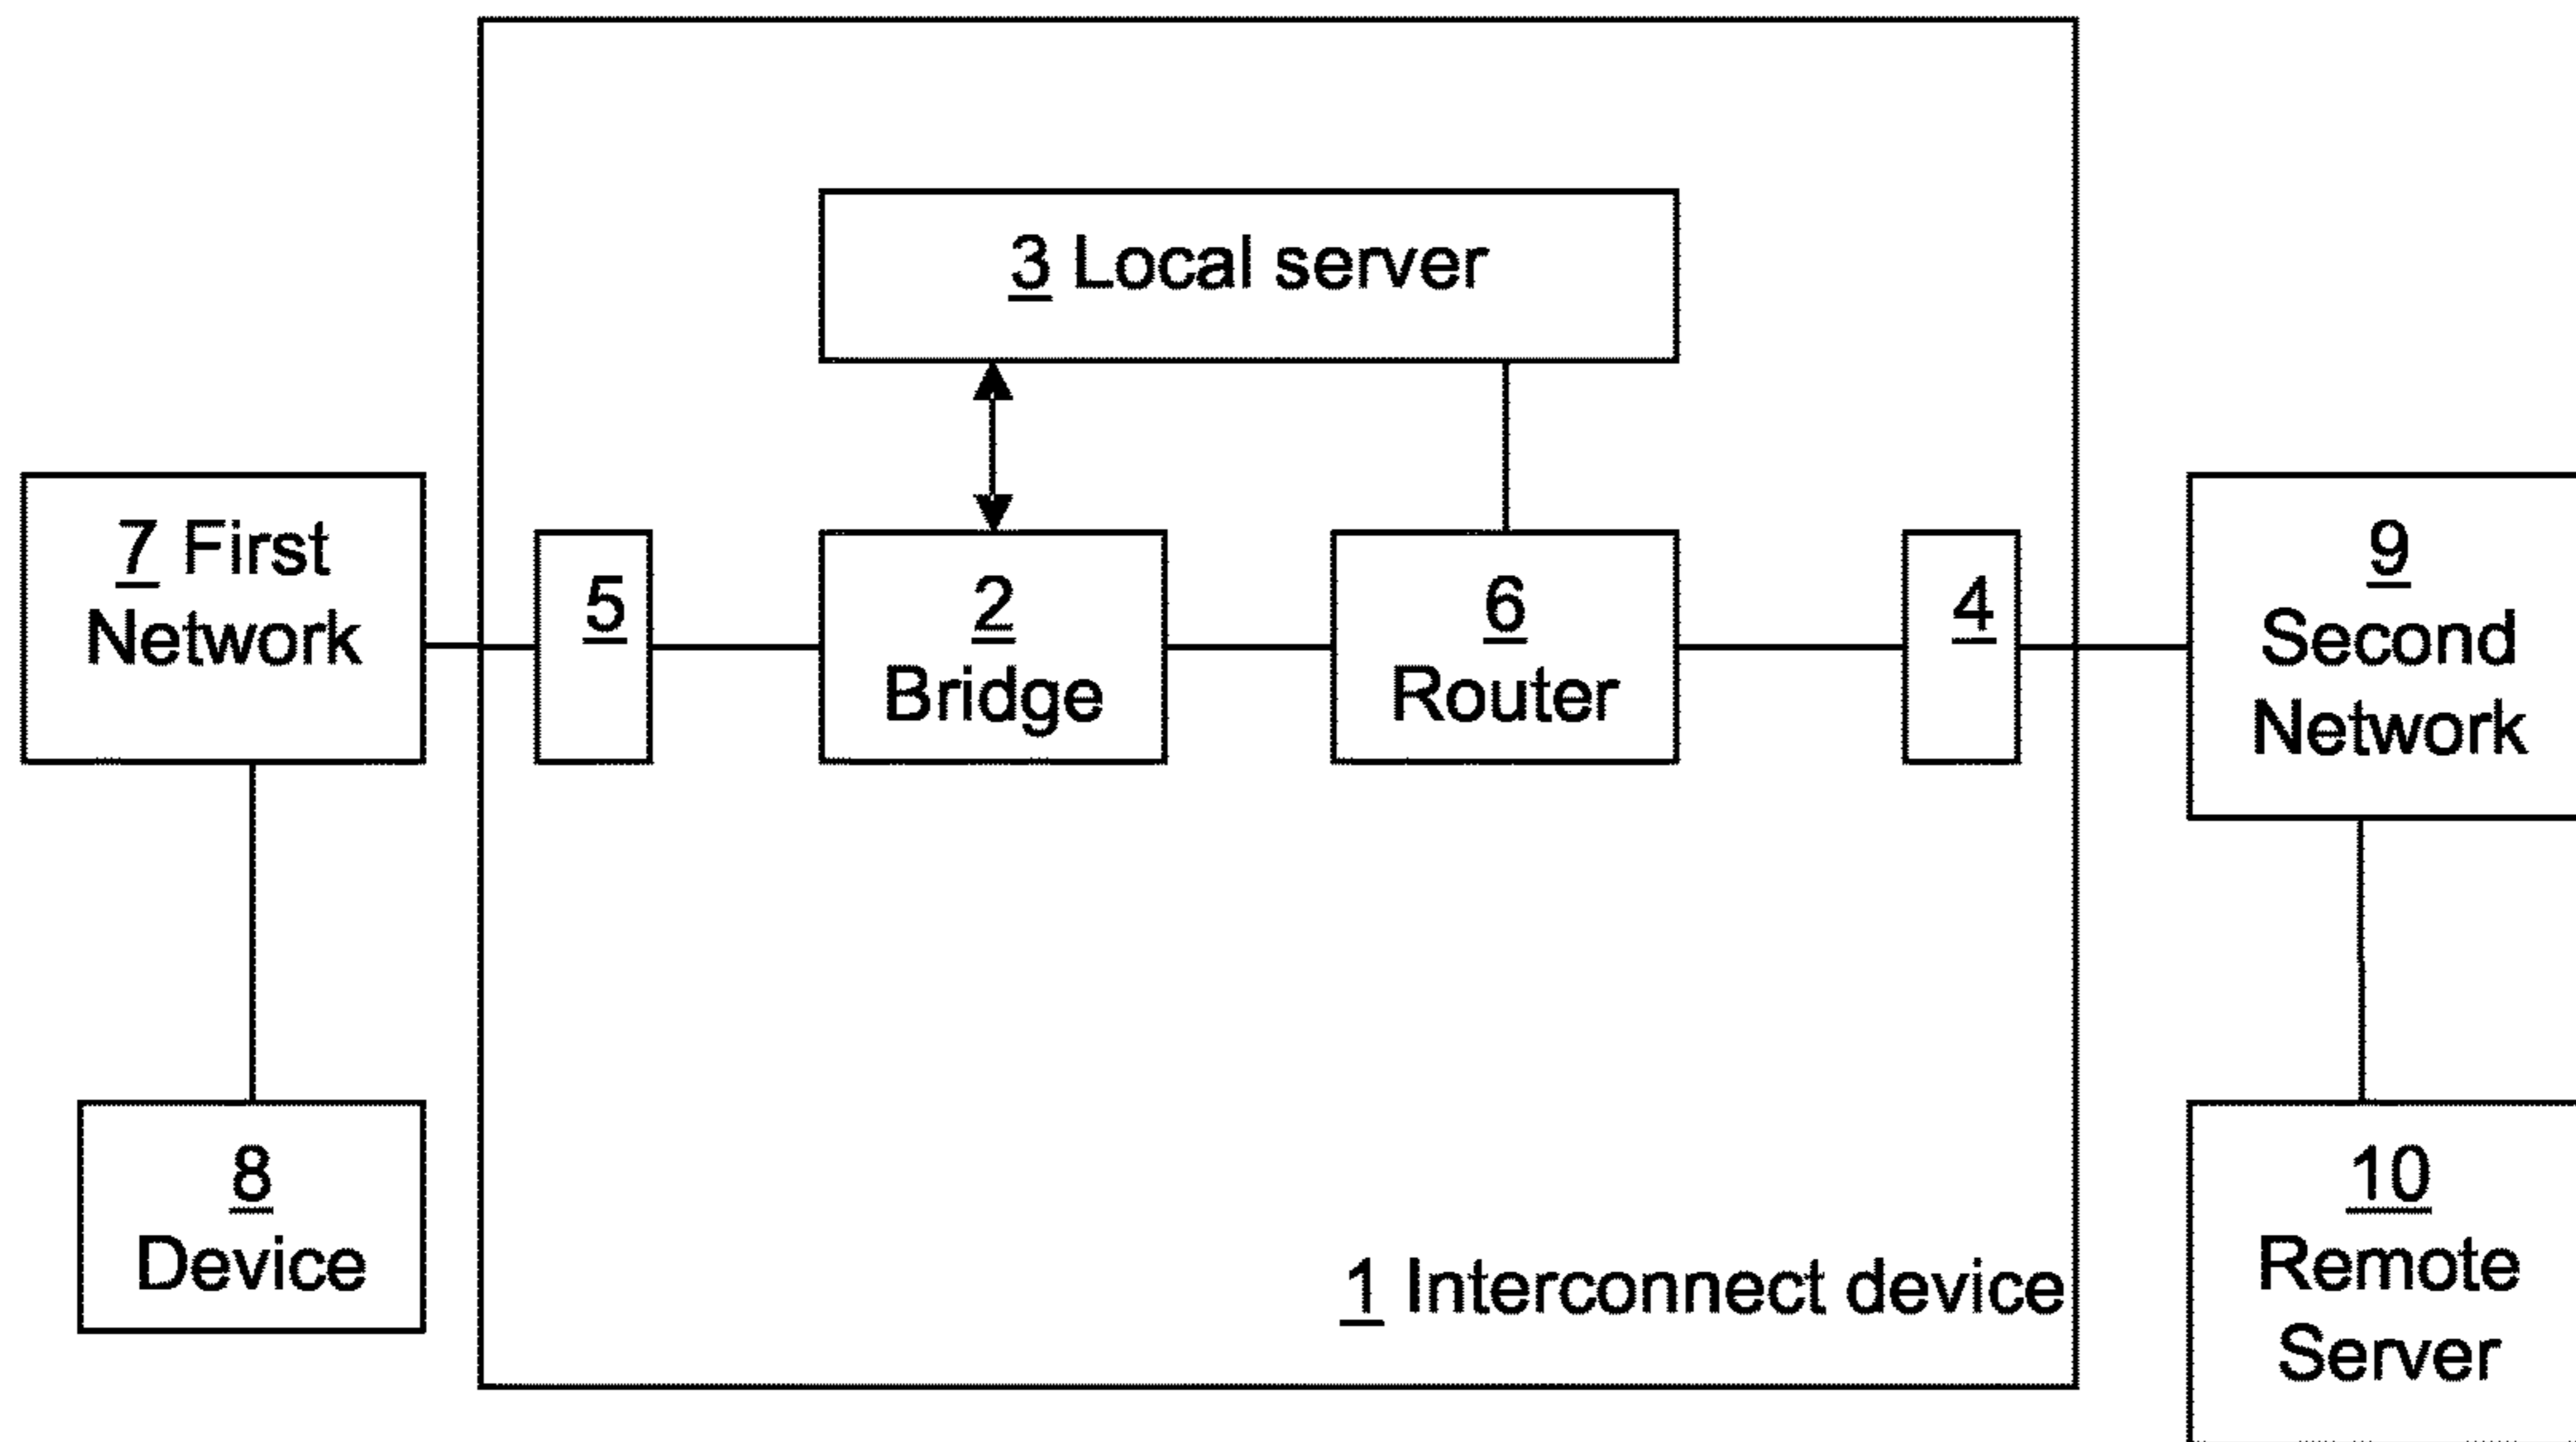 3 Local server
7 First
Network
5
2
Bridge
6
Router
4
9
Second
Network
8
Device
1 Interconnect device
10
Remote
Server